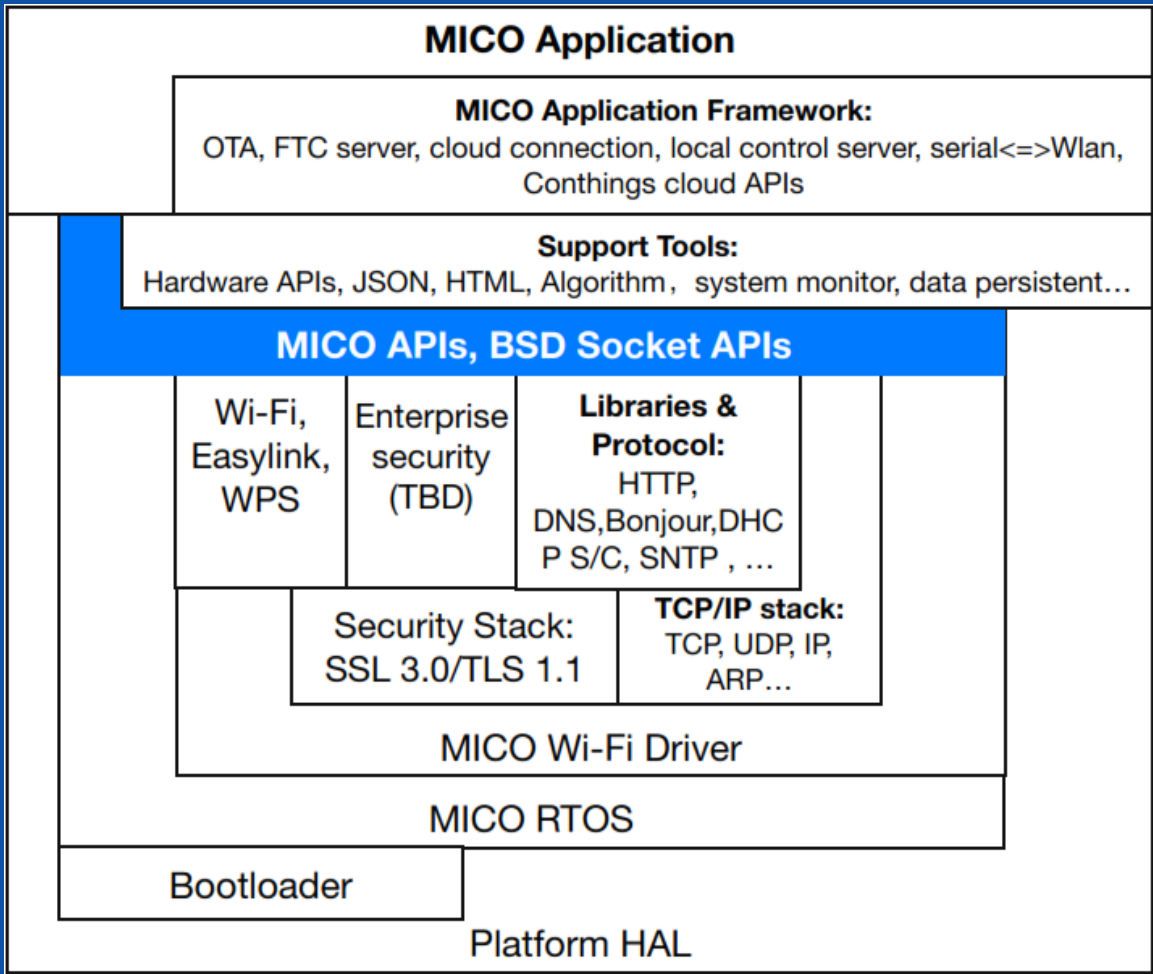 MICO Application
MICO Application Framework:
OTA, FTC server, cloud connection, local control server, serial<=>Wlan,
Conthings cloud APIs
Support Tools:
Hardware APIs, JSON, HTML, Algorithm，system monitor, data persistent…
MICO APIs, BSD Socket APIs
Wi-Fi,
Easylink,
WPS
Enterprise
security
(TBD)
Libraries &
Protocol:
HTTP,
DNS,Bonjour,DHC
P S/C, SNTP , …
Security Stack:
SSL 3.0/TLS 1.1
TCP/IP stack:
TCP, UDP, IP,
ARP…
MICO Wi-Fi Driver
MICO RTOS
Bootloader
Platform HAL